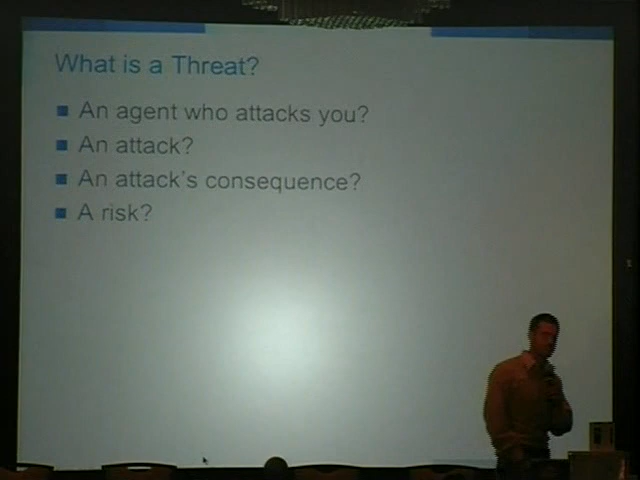 What is a Threat?
An agent who attacks you?
An attack?
An attack's consequence?
A risk?